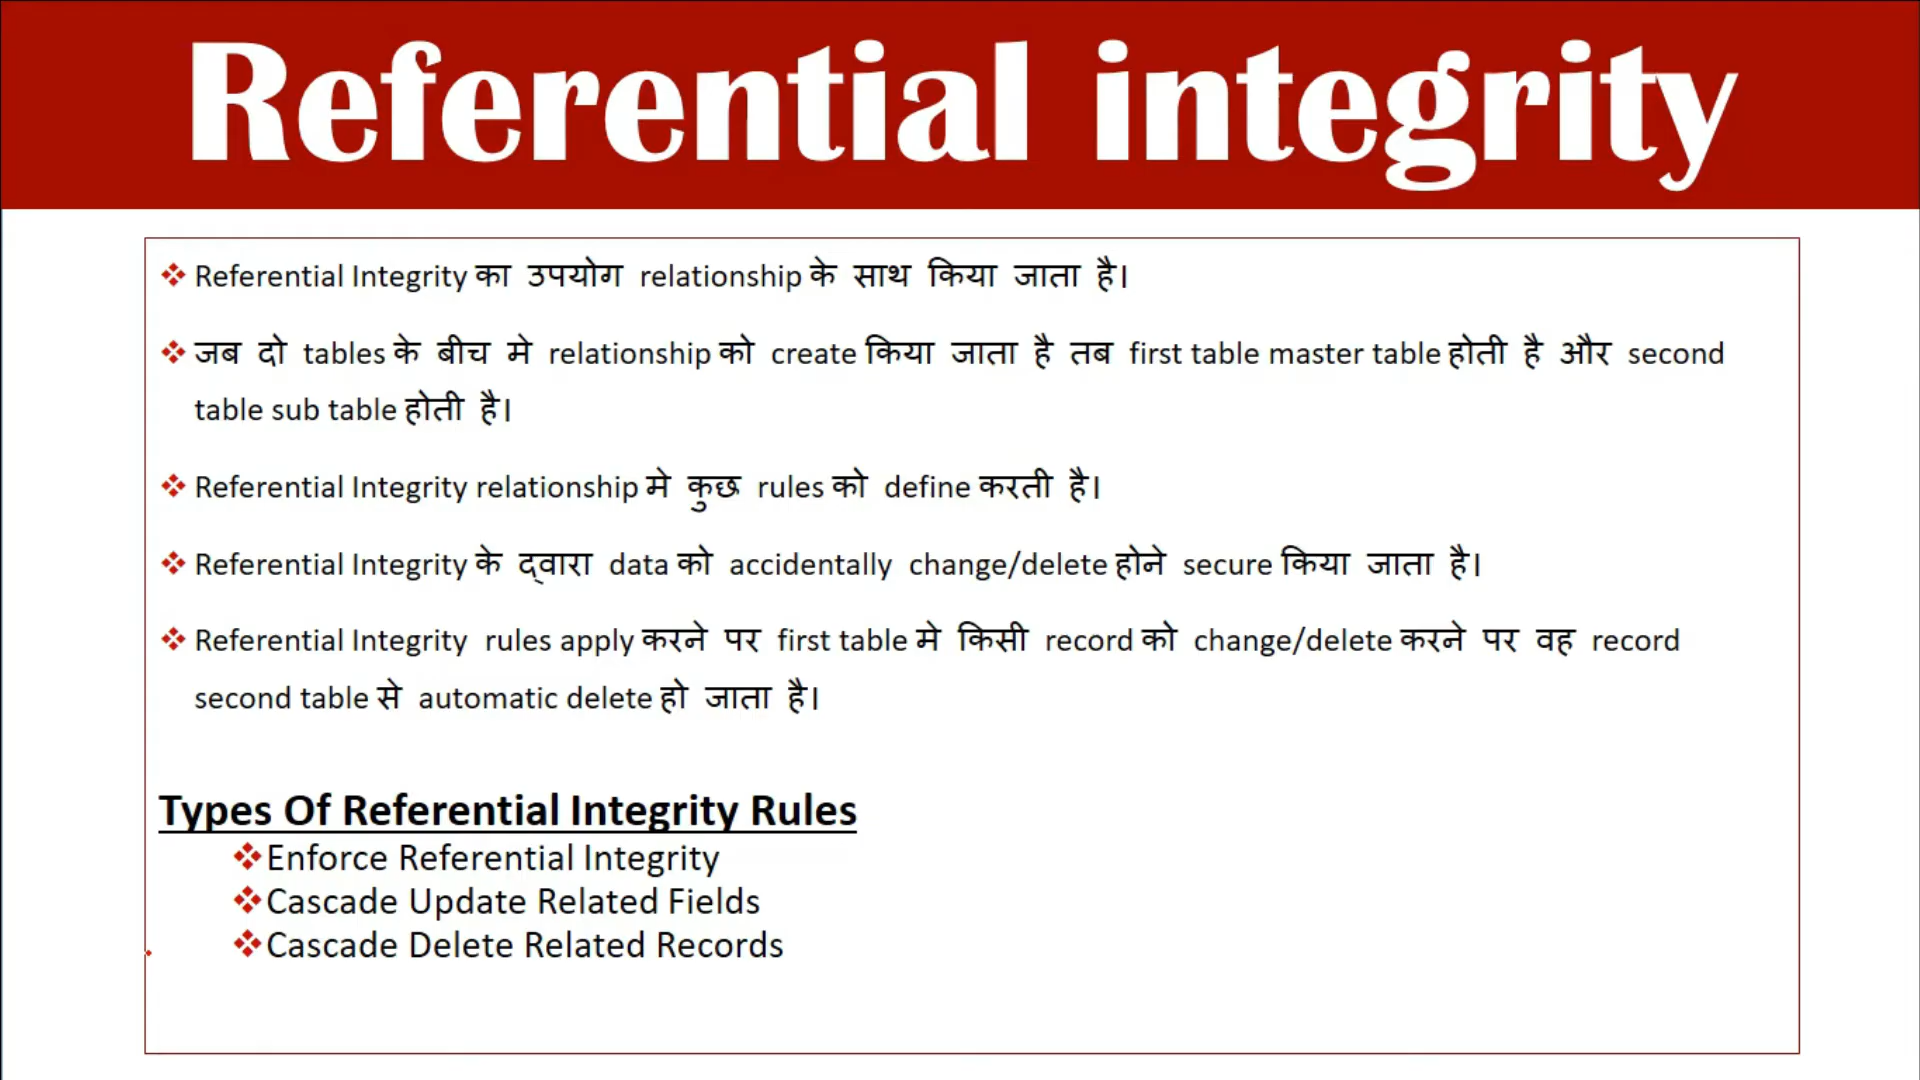 Referential integrity
❖ Referential Integrity का उपयोग relationship के साथ किया जाता है।
❖ जब दो tables के बीच मे relationship को create किया जाता है तब first table master table होती है और second
table sub table होती है।
❖ Referential Integrity relationship मे कुछ rules को define करती है।
❖ Referential Integrity के द्वारा data को accidentally change/delete होने secure किया जाता है।
❖ Referential Integrity rules apply करने पर first table मे किसी record को change/delete करने पर वह record
second table से automatic delete हो जाता है।
Types Of Referential Integrity Rules
❖Enforce Referential Integrity
❖Cascade Update Related Fields
❖Cascade Delete Related Records